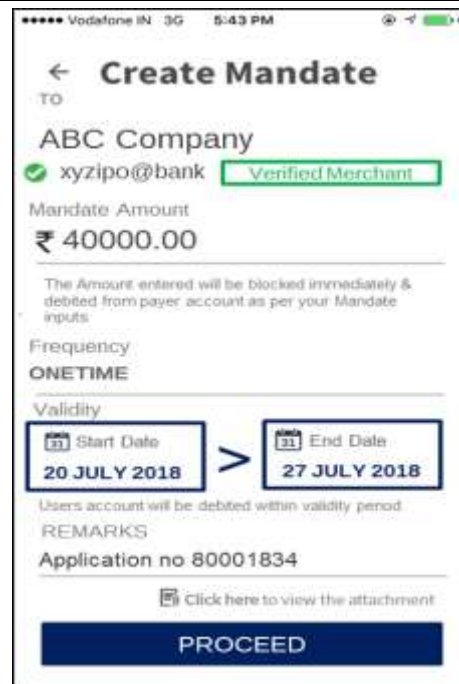 Vodafone IN 3G 5:43 PM
← Create Mandate
TO
ABC Company
xyzipo@bank Verified Merchant
Mandate Amount
₹ 40000.00
The Amount entered will be blocked immediately &
debited from payer account as per your Mandate
inputs
Frequency
ONETIME
Validity
31 Start Date > 31 End Date
20 JULY 2018 27 JULY 2018
Users account will be debited within validity period
REMARKS
Application no 80001834
Click here to view the attachment
PROCEED